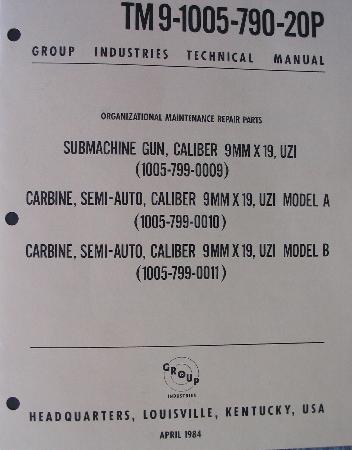 TM 9-1005-790-20P
GROUP INDUSTRIES TECHNICAL MANUAL
ORGANIZATIONAL MAINTENANCE REPAIR PARTS
SUBMACHINE GUN, CALIBER 9MM X 19, UZI
(1005-799-0009)
CARBINE, SEMI-AUTO, CALIBER 9MM X 19, UZI MODEL A
(1005-799-0010)
CARBINE, SEMI-AUTO, CALIBER 9MM X 19, UZI MODEL B
(1005-799-0011)
GROUP
INDUSTRIES
HEADQUARTERS, LOUISVILLE, KENTUCKY, USA
APRIL 1984